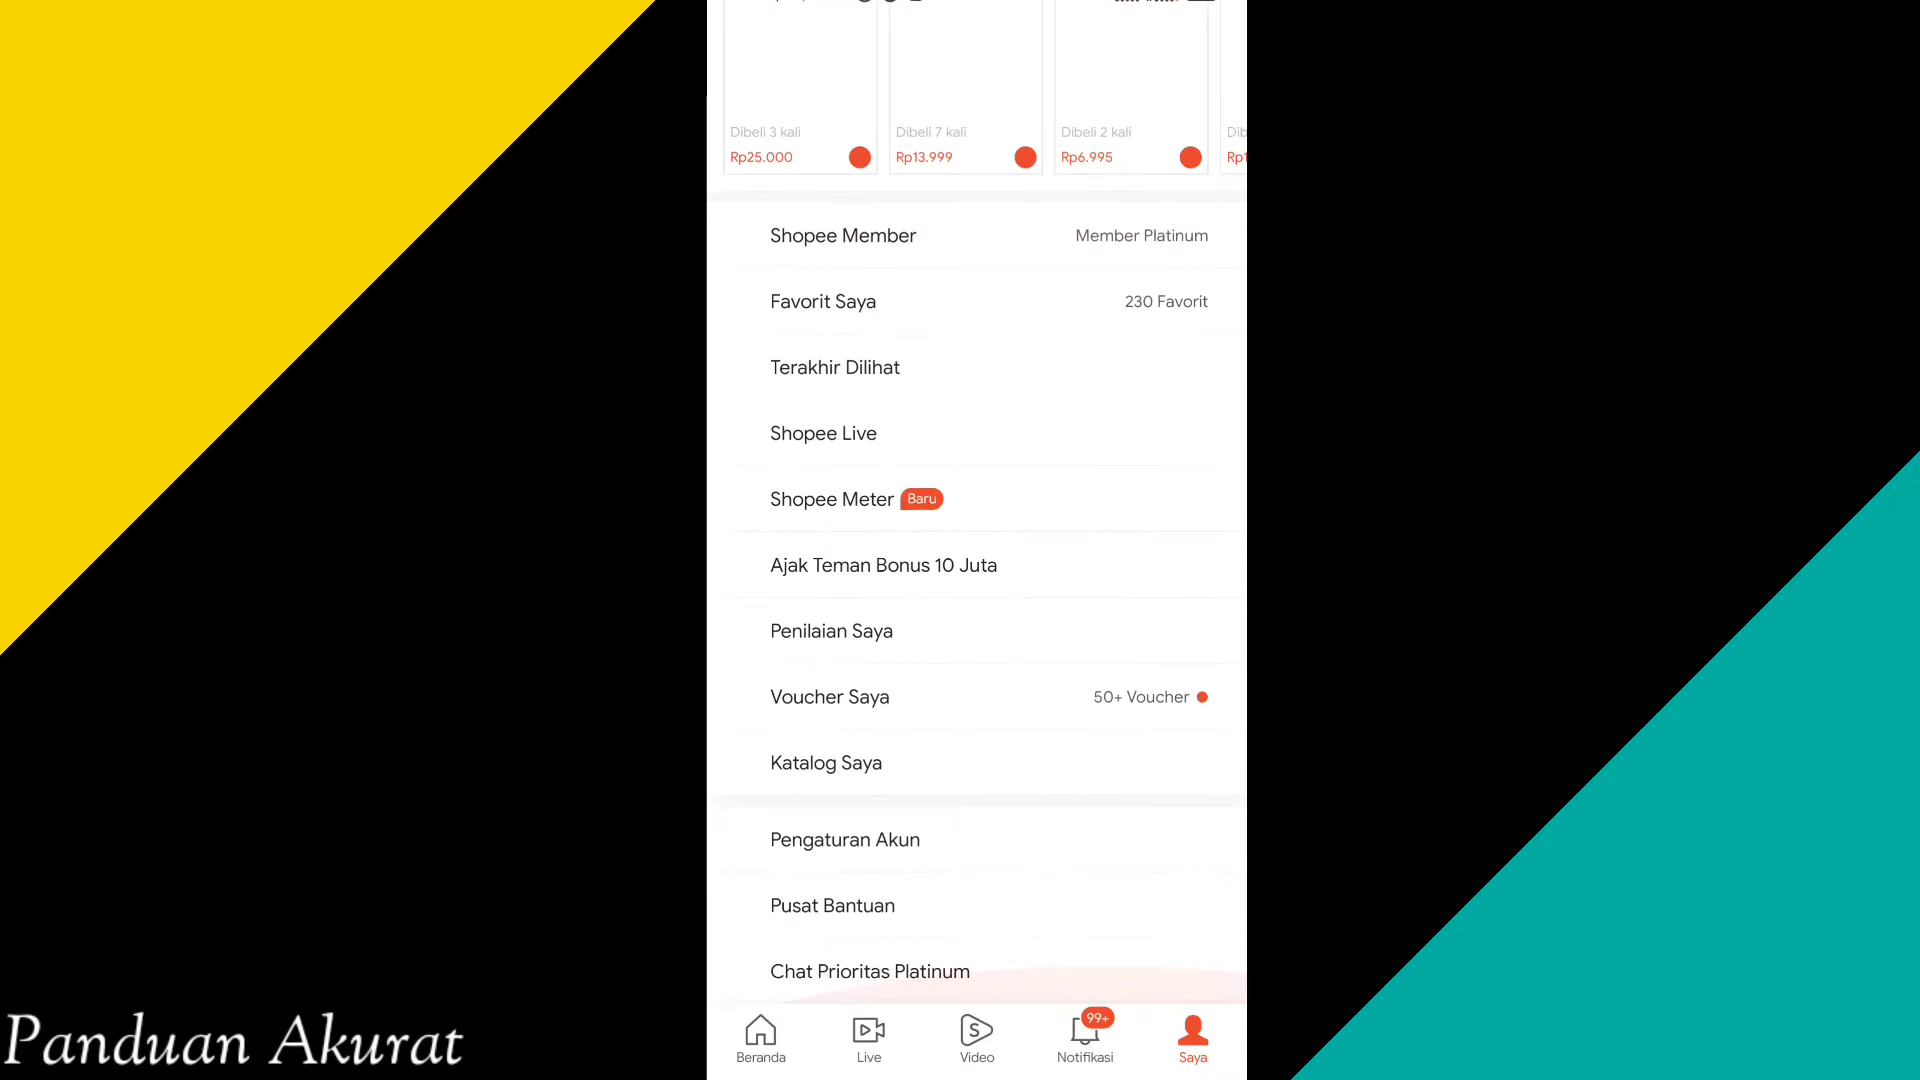 Dibeli 3 kali
Rp25.000
Dibeli 7 kali
Rp13.999
Dibeli 2 kali
Rp6.995
Shopee Member
Member Platinum
Favorit Saya
230 Favorit
Terakhir Dilihat
Shopee Live
Shopee Meter Baru
Ajak Teman Bonus 10 Juta
Penilaian Saya
Voucher Saya
50+ Voucher
Katalog Saya
Pengaturan Akun
Pusat Bantuan
Chat Prioritas Platinum
99+
Beranda
Live
Video
Notifikasi
Saya
Panduan Akurat